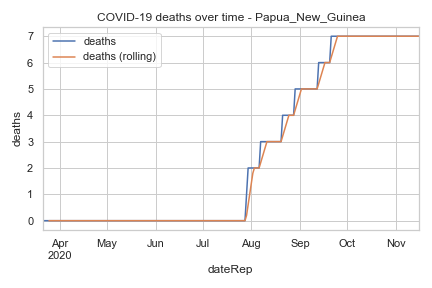 COVID-19 deaths over time - Papua_New_Guinea
deaths
deaths (rolling)
deaths
7
6
5
4
3
2
1
0
Apr
2020
May
Jun
Jul
Aug
Sep
Oct
Nov
dateRep